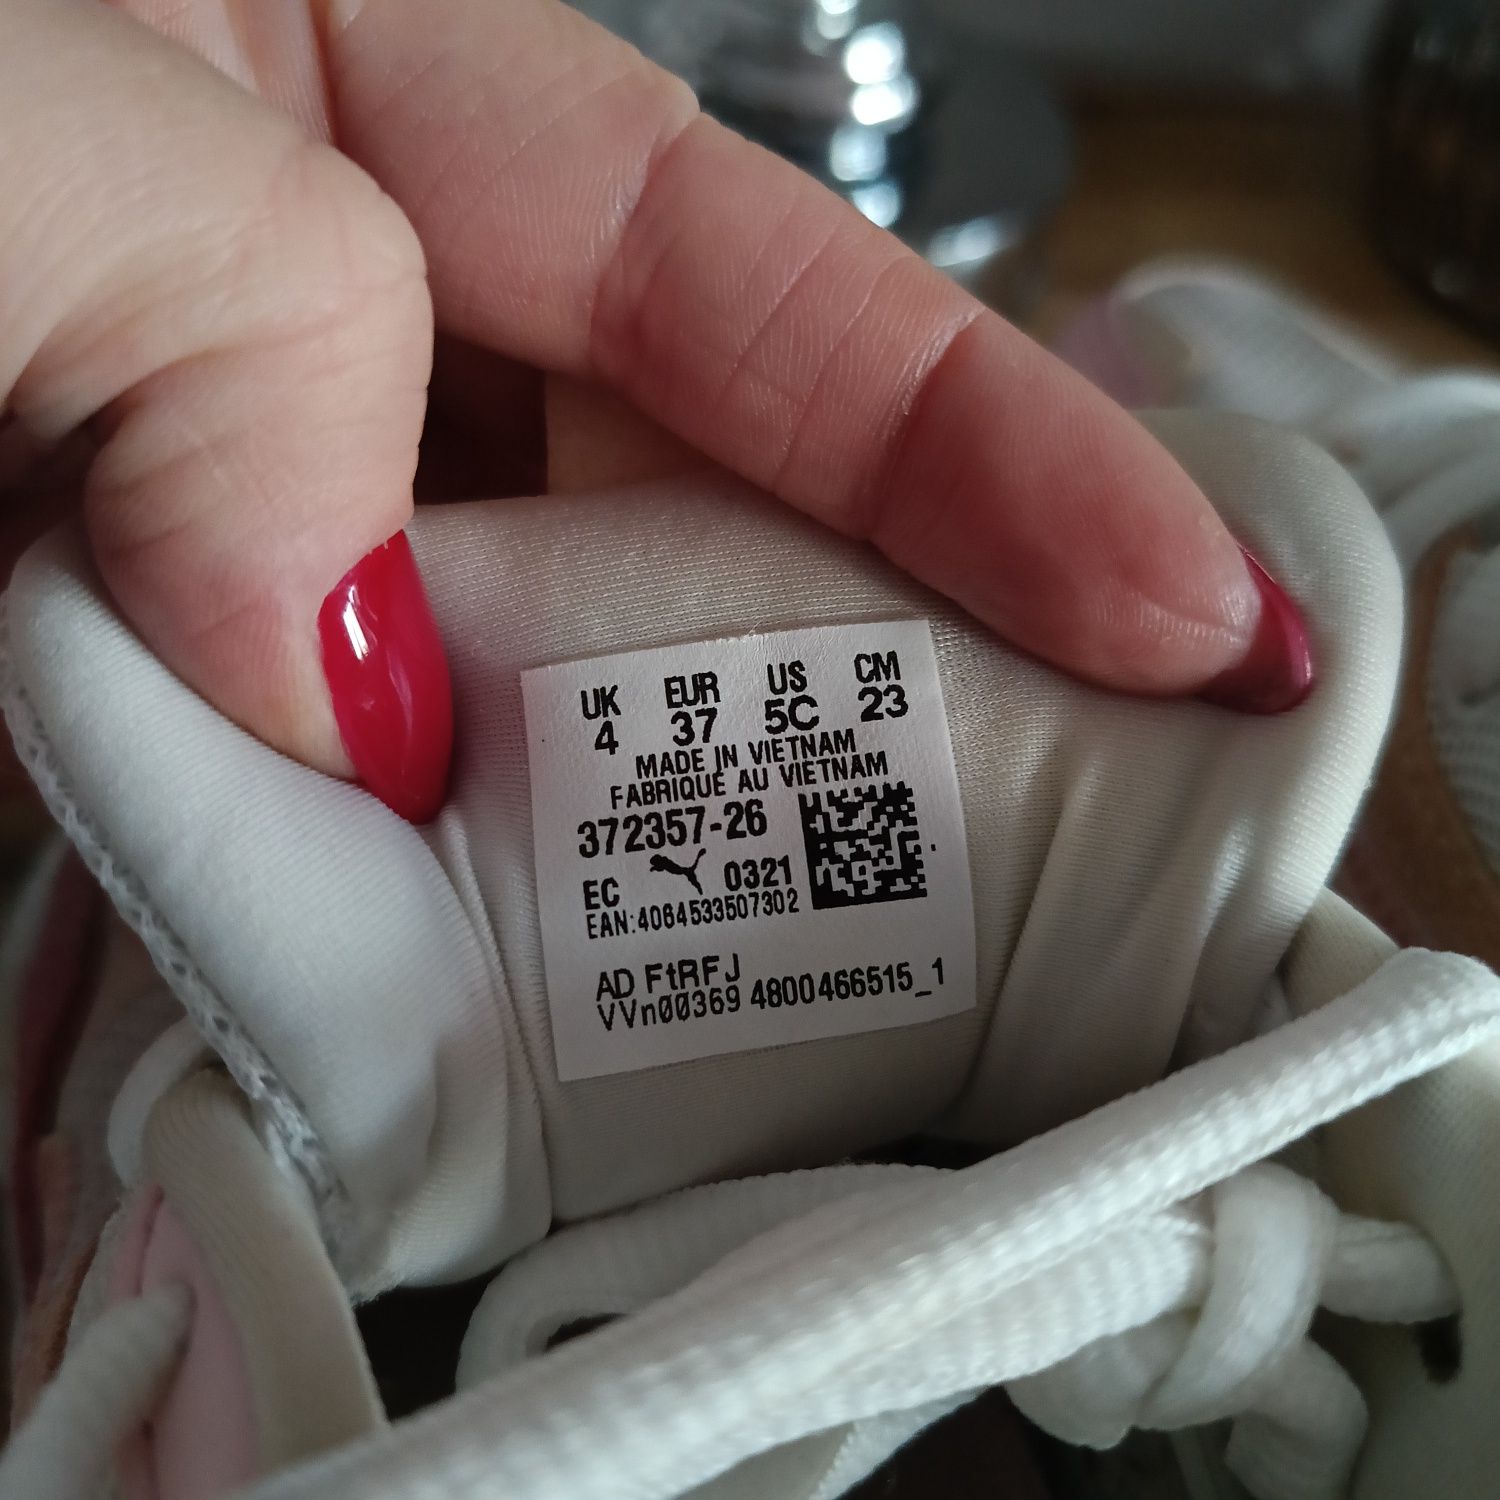 UK EUR US CM
4 37 5C 23
MADE IN VIETNAM
FABRIQUÉ AU VIETNAM
372357-26
EC 0321
EAN:4064533507302
AD FtRFJ
VVn00369 4800466515_1